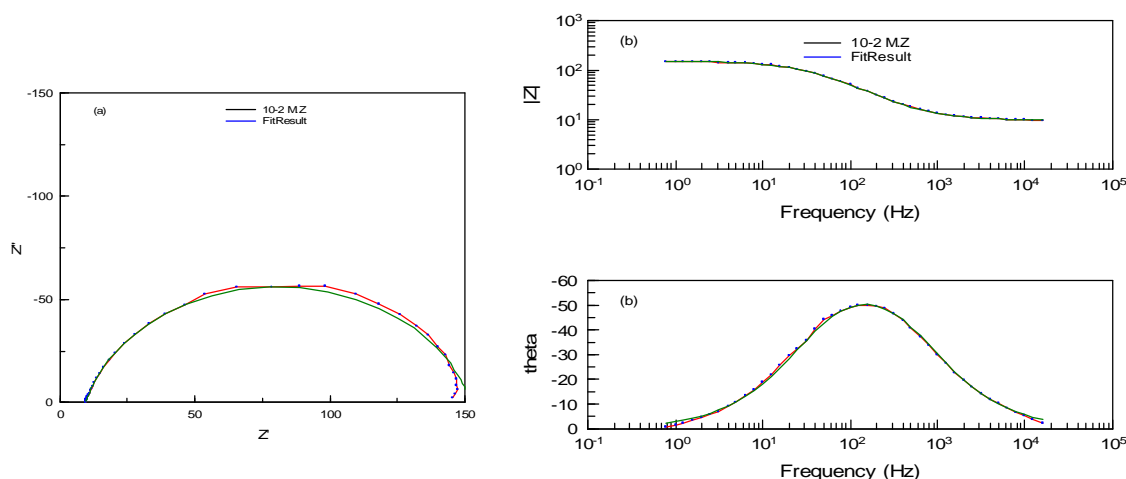 (a)
10-2 M.Z
FitResult
-150
-100
-50
0
0
50
100
150
Z'
Z''
(b)
10-2 M.Z
FitResult
10³
10²
10¹
10⁰
|Z|
10⁻¹
10⁰
10¹
10²
10³
10⁴
10⁵
Frequency (Hz)
(b)
-60
-50
-40
-30
-20
-10
0
theta
10⁻¹
10⁰
10¹
10²
10³
10⁴
10⁵
Frequency (Hz)